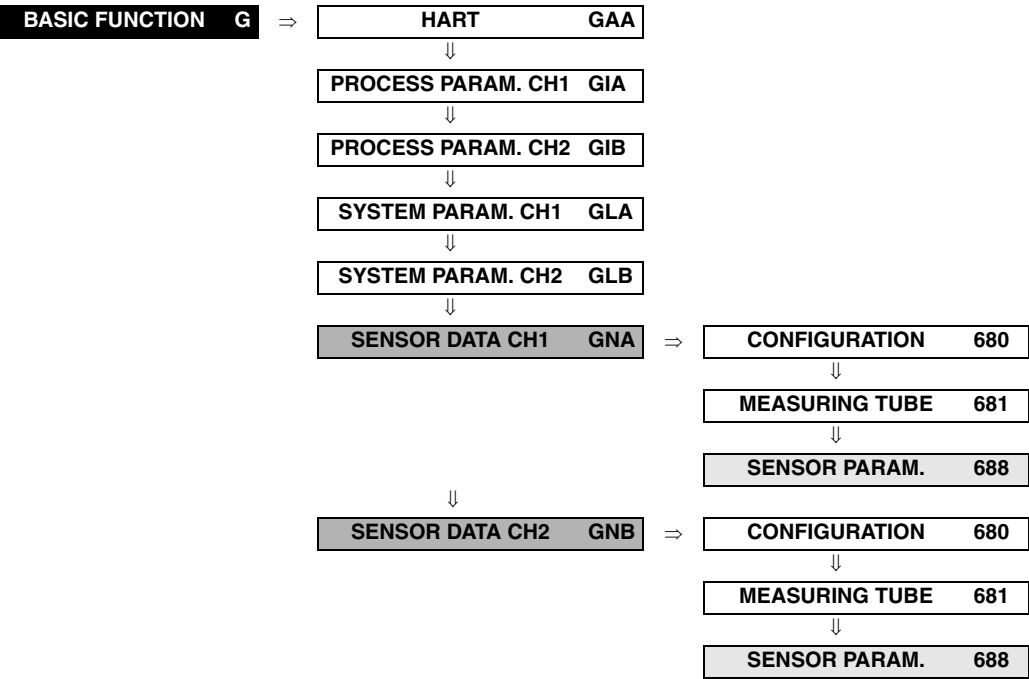 BASIC FUNCTION G ⇒ HART GAA
⇓
PROCESS PARAM. CH1 GIA
⇓
PROCESS PARAM. CH2 GIB
⇓
SYSTEM PARAM. CH1 GLA
⇓
SYSTEM PARAM. CH2 GLB
⇓
SENSOR DATA CH1 GNA ⇒ CONFIGURATION 680
⇓
MEASURING TUBE 681
⇓
SENSOR PARAM. 688
⇓
SENSOR DATA CH2 GNB ⇒ CONFIGURATION 680
⇓
MEASURING TUBE 681
⇓
SENSOR PARAM. 688